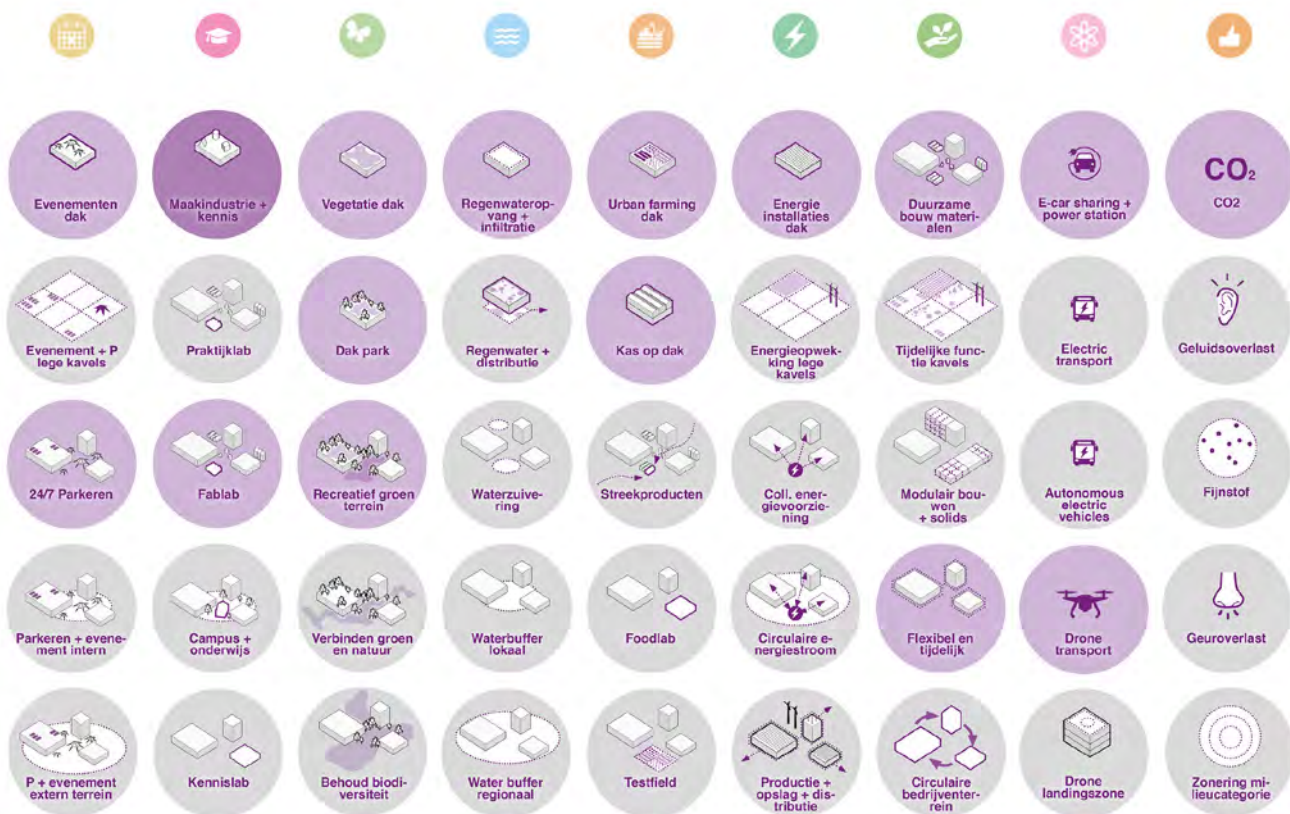 Evenementen
dak
Maakindustrie +
kennis
Vegetatie dak
Regenwaterop-
vang +
infiltratie
Urban farming
dak
Energie
installaties
dak
Duurzame
bouw materi-
alen
E-car sharing +
power station
CO2
CO2
Evenement + P
lege kavels
Praktijklab
Dak park
Regenwater +
distributie
Kas op dak
Energieopwek-
king lege
kavels
Tijdelijke func-
tie kavels
Electric
transport
Geluidsoverlast
24/7 Parkeren
Fablab
Recreatief groen
terrein
Waterzuive-
ring
Streekproducten
Coll. ener-
gievoorzie-
ning
Modulair bou-
wen
+ solids
Autonomous
electric
vehicles
Fijnstof
Parkeren + evene-
ment intern
Campus +
onderwijs
Verbinden groen
en natuur
Waterbuffer
lokaal
Foodlab
Circulaire e-
nergiestroom
Flexibel en
tijdelijk
Drone
transport
Geuroverlast
P + evenement
extern terrein
Kennislab
Behoud biodi-
versiteit
Water buffer
regionaal
Testfield
Productie +
opslag + dis-
tributie
Circulaire
bedrijventer-
rein
Drone
landingszone
Zonering mi-
lieucategorie